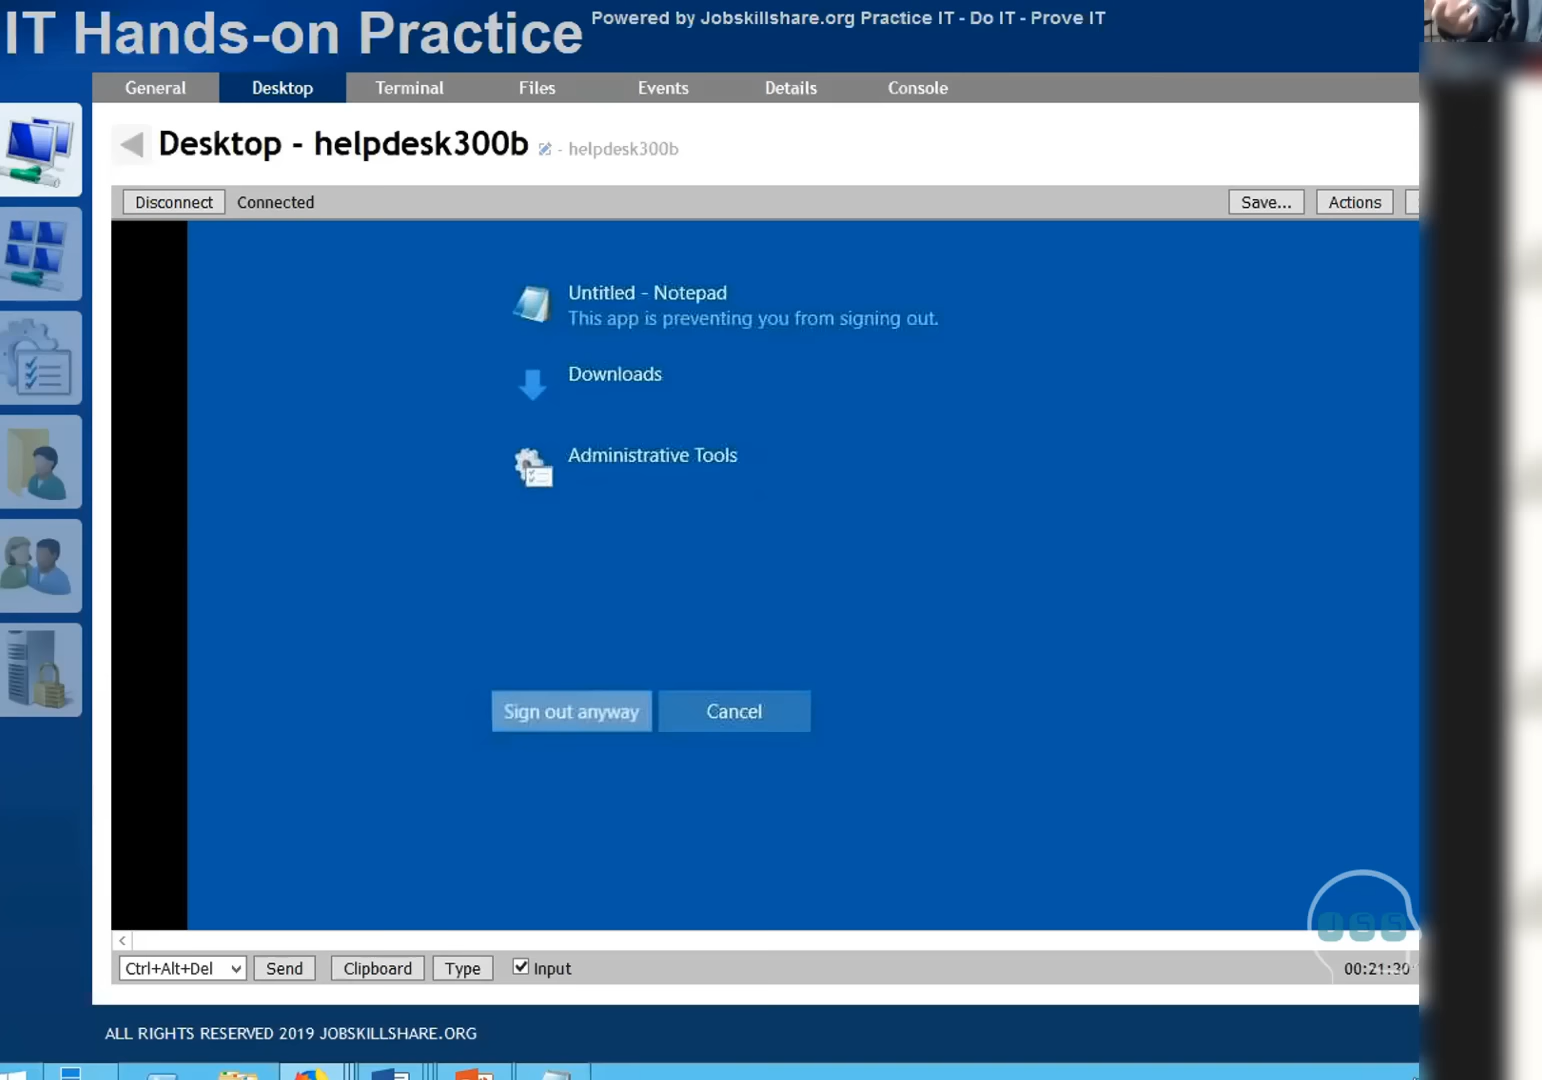 IT Hands-on Practice Powered by Jobskillshare.org Practice IT - Do IT - Prove IT
General Desktop Terminal Files Events Details Console
Desktop - helpdesk300b - helpdesk300b
Disconnect Connected Save... Actions
Untitled - Notepad
This app is preventing you from signing out.
Downloads
Administrative Tools
Sign out anyway Cancel
JSS
Ctrl+Alt+Del Send Clipboard Type Input 00:21:20
ALL RIGHTS RESERVED 2019 JOBSKILLSHARE.ORG